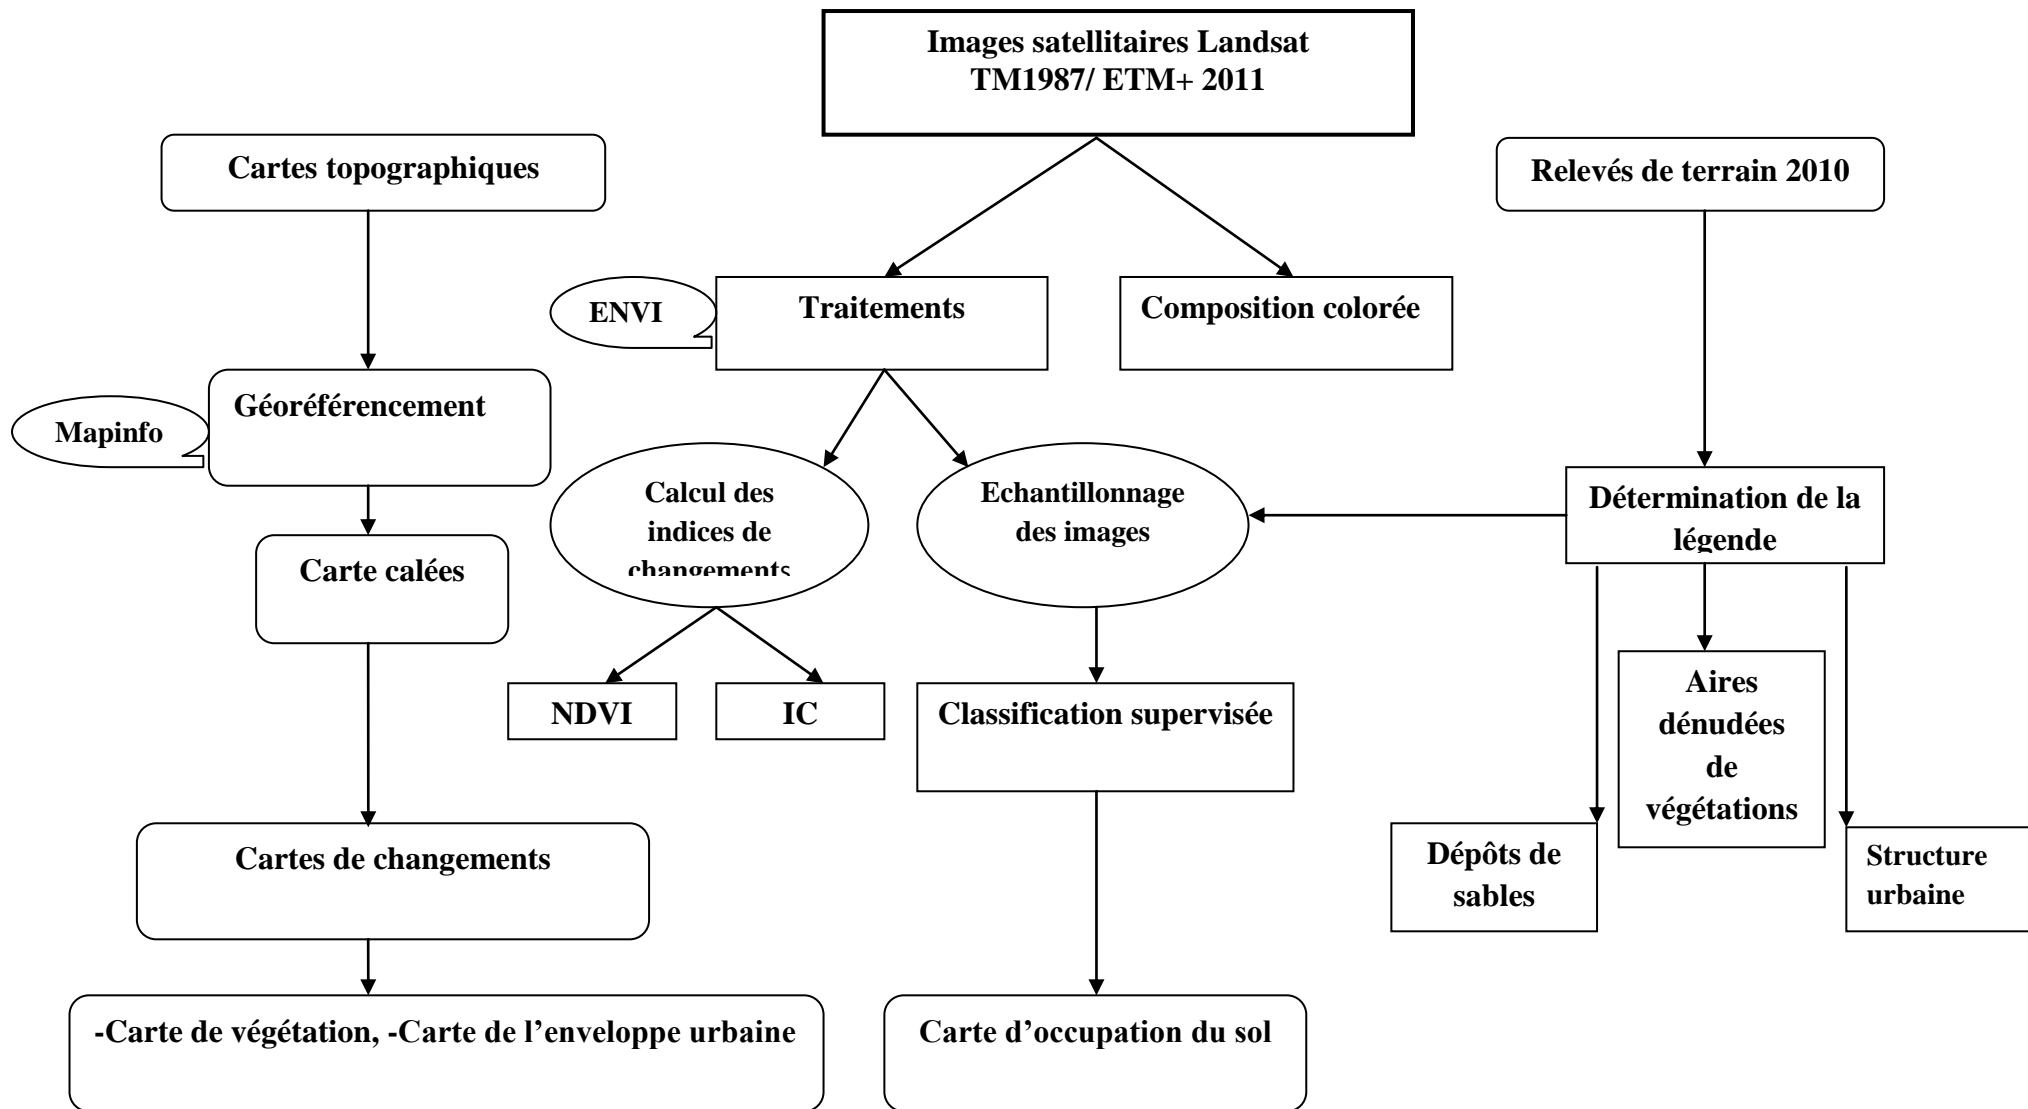 Images satellitaires Landsat
TM1987/ ETM+ 2011
Cartes topographiques
Relevés de terrain 2010
ENVI
Traitements
Composition colorée
Mapinfo
Géoréférencement
Calcul des
indices de
changements
Echantillonnage
des images
Détermination de la
légende
Carte calées
NDVI
IC
Classification supervisée
Aires
dénudées
de
végétations
Cartes de changements
Dépôts de
sables
Structure
urbaine
-Carte de végétation, -Carte de l’enveloppe urbaine
Carte d’occupation du sol